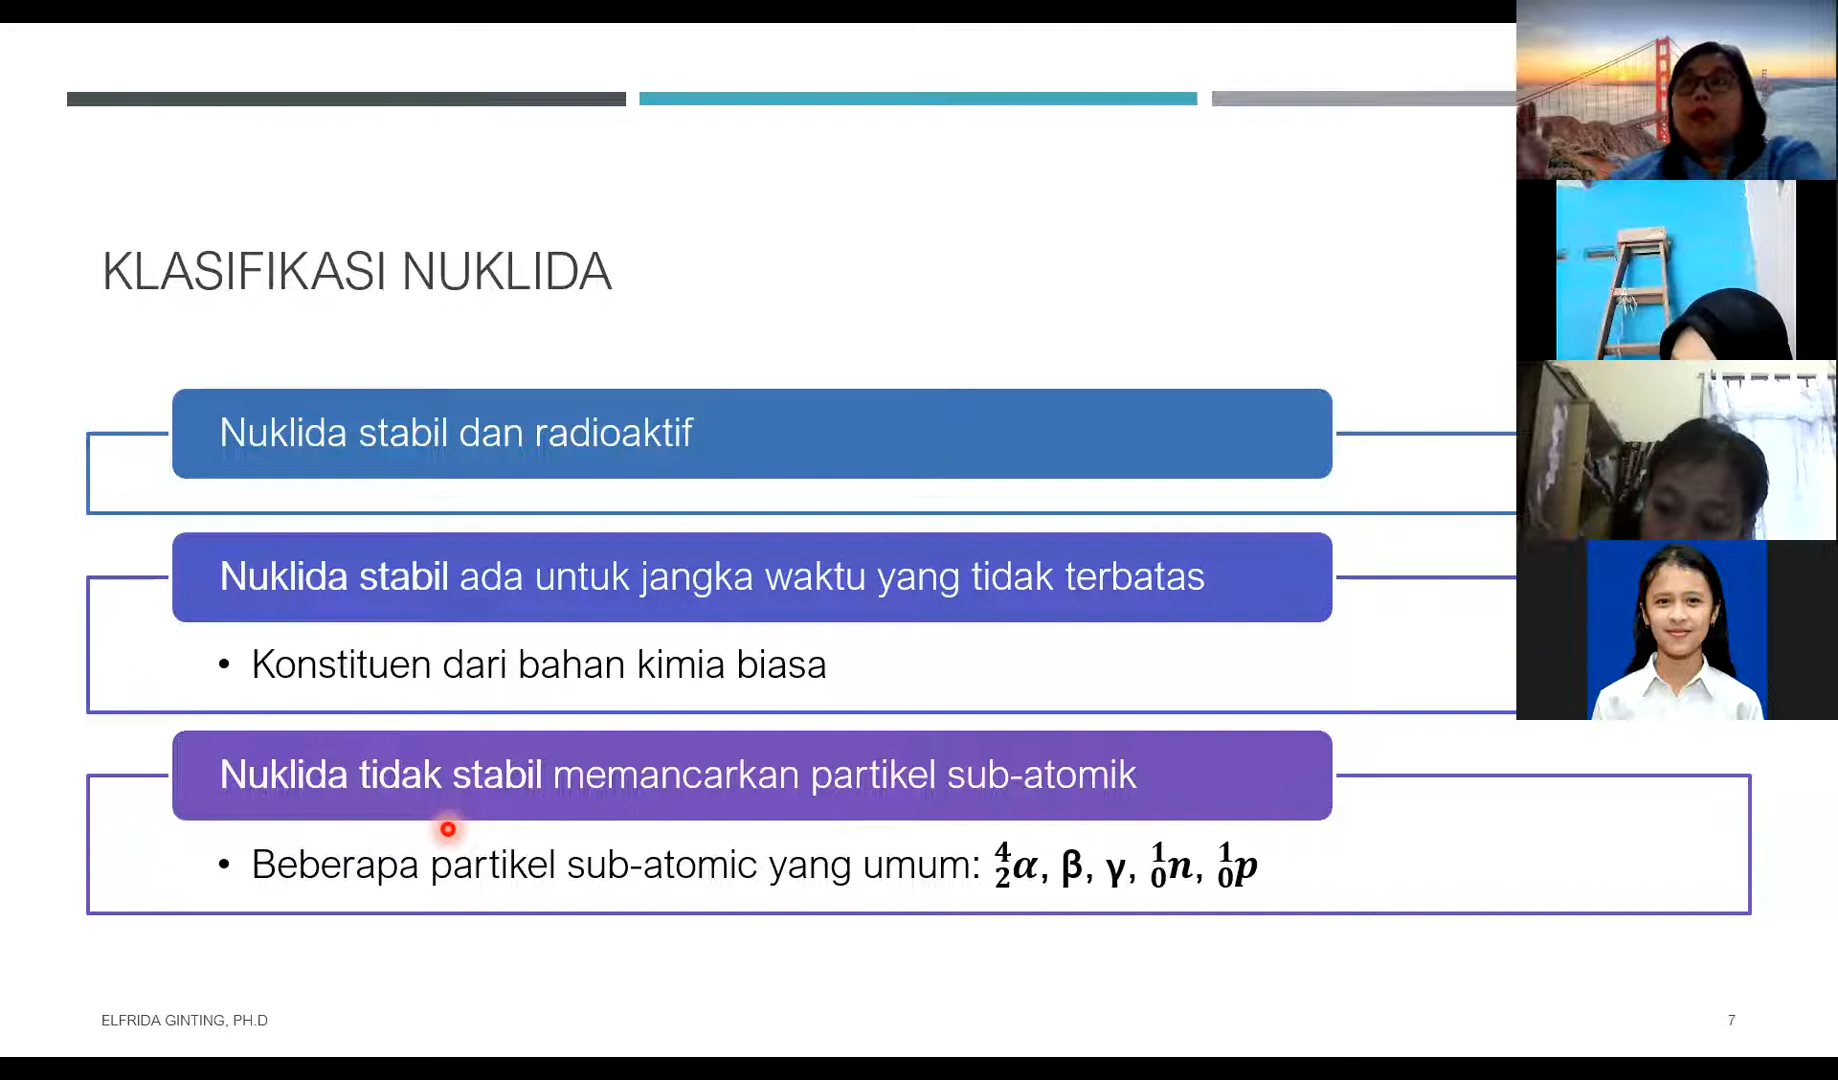 KLASIFIKASI NUKLIDA
Nuklida stabil dan radioaktif
Nuklida stabil ada untuk jangka waktu yang tidak terbatas
• Konstituen dari bahan kimia biasa
Nuklida tidak stabil memancarkan partikel sub-atomik
• Beberapa partikel sub-atomic yang umum: ⁴₂α, β, γ, ¹₀n, ¹₀p
ELFRIDA GINTING, PH.D
7